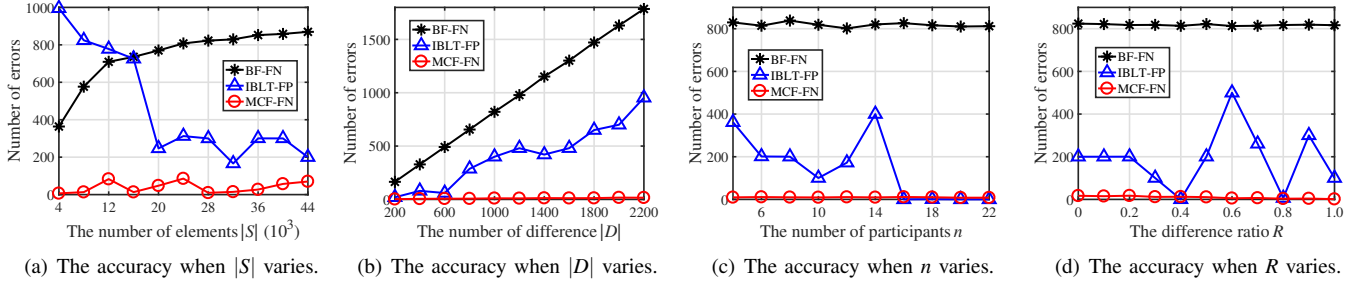 Number of errors
1000
800
600
400
200
0
BF-FN
IBLT-FP
MCF-FN
4 12 20 28 36 44
The number of elements |S| (10³)
(a) The accuracy when |S| varies.
Number of errors
1500
1000
500
0
BF-FN
IBLT-FP
MCF-FN
200 600 1000 1400 1800 2200
The number of difference |D|
(b) The accuracy when |D| varies.
Number of errors
800
600
400
200
0
BF-FN
IBLT-FP
MCF-FN
6 10 14 18 22
The number of participants n
(c) The accuracy when n varies.
Number of errors
800
600
400
200
0
BF-FN
IBLT-FP
MCF-FN
0 0.2 0.4 0.6 0.8 1.0
The difference ratio R
(d) The accuracy when R varies.